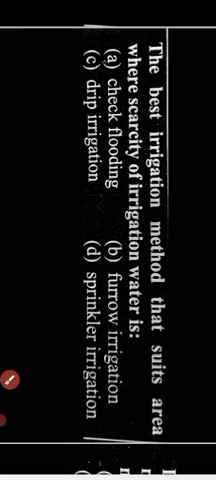 The best irrigation method that suits area
where scarcity of irrigation water is:
(a) check flooding (b) furrow irrigation
(c) drip irrigation (d) sprinkler irrigation